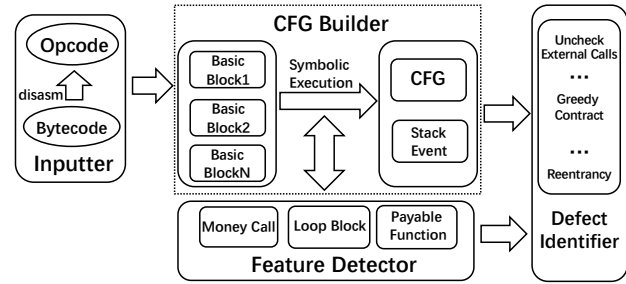 Opcode
disasm
Bytecode
Inputter
CFG Builder
Basic
Block1
Basic
Block2
Basic
BlockN
Symbolic
Execution
CFG
Stack
Event
Money Call
Loop Block
Payable
Function
Feature Detector
Uncheck
External Calls
...
Greedy
Contract
...
Reentrancy
Defect
Identifier